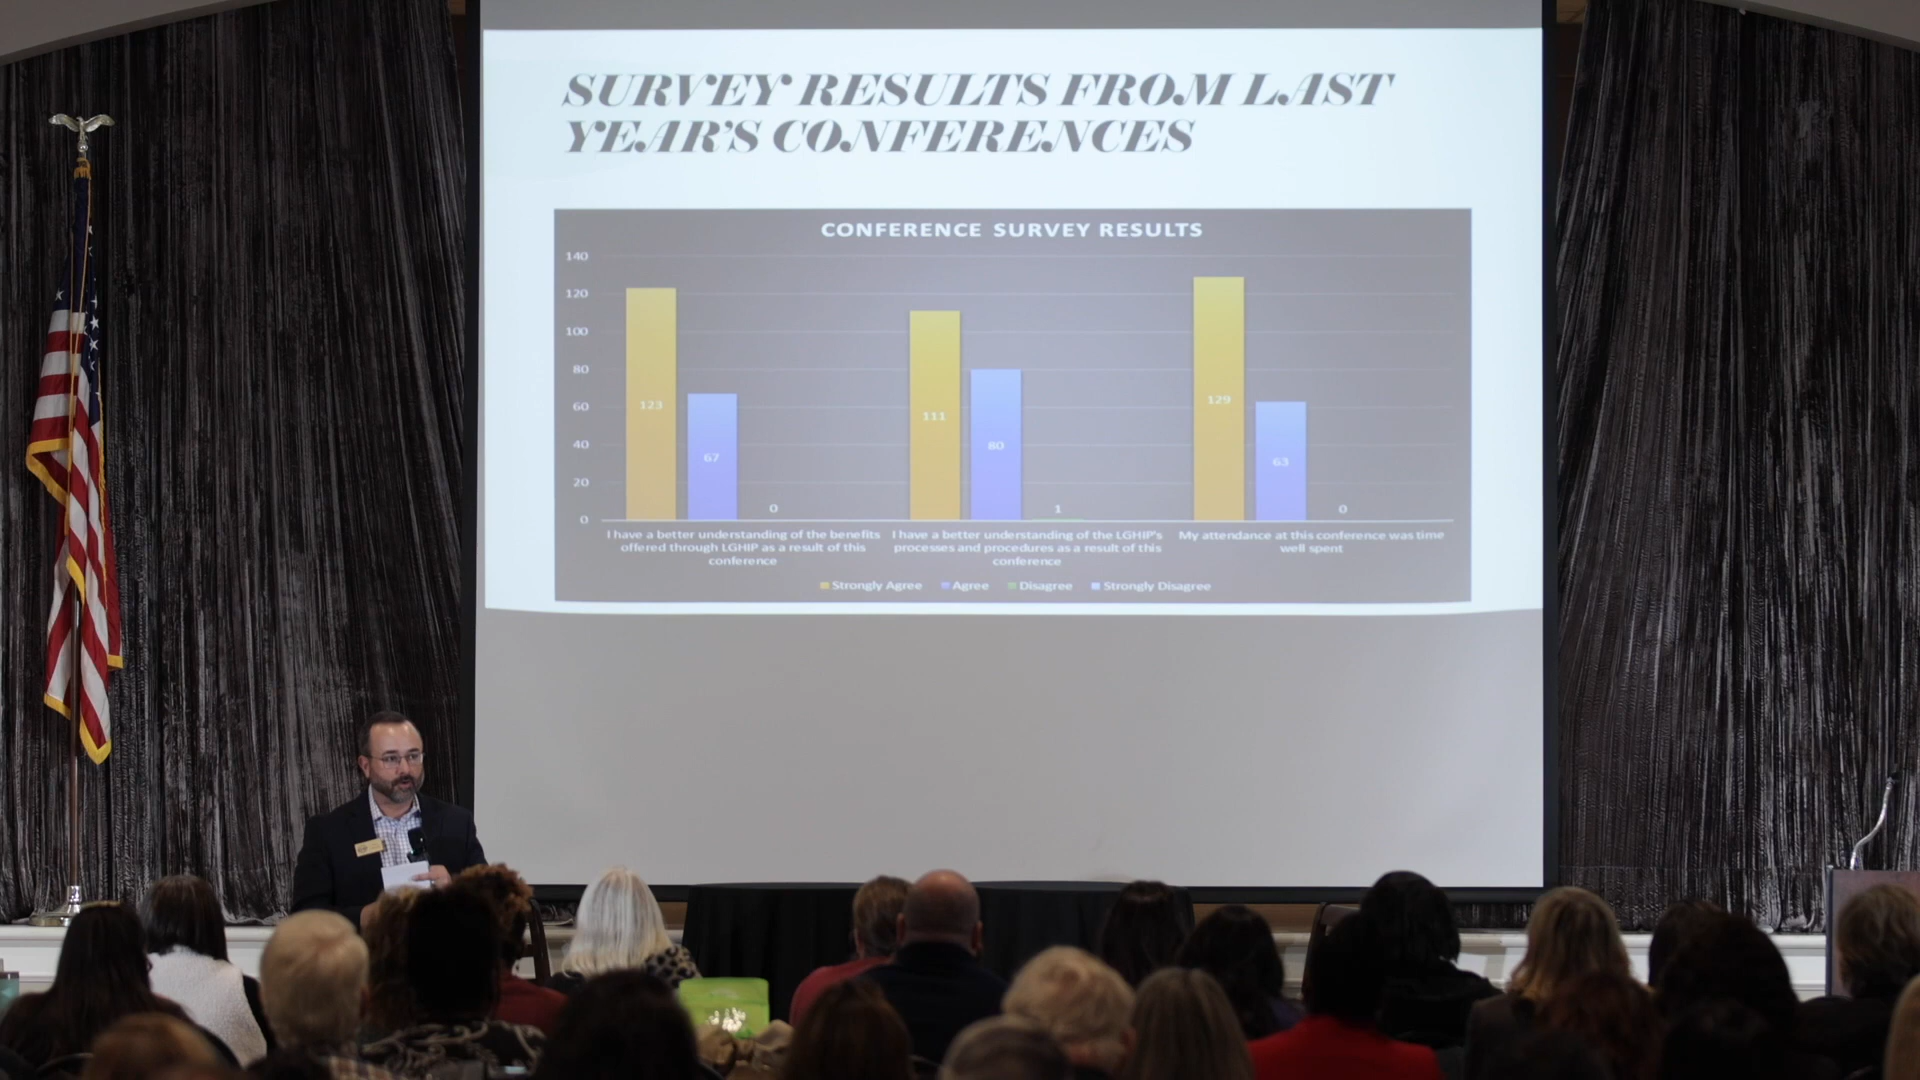 SURVEY RESULTS FROM LAST
YEAR'S CONFERENCES
CONFERENCE SURVEY RESULTS
140
120
100
80
60
40
20
0
123
67
0
111
80
1
129
63
0
I have a better understanding of the benefits
offered through LGHIP as a result of this
conference
I have a better understanding of the LGHIP's
processes and procedures as a result of this
conference
My attendance at this conference was time
well spent
Strongly Agree Agree Disagree Strongly Disagree